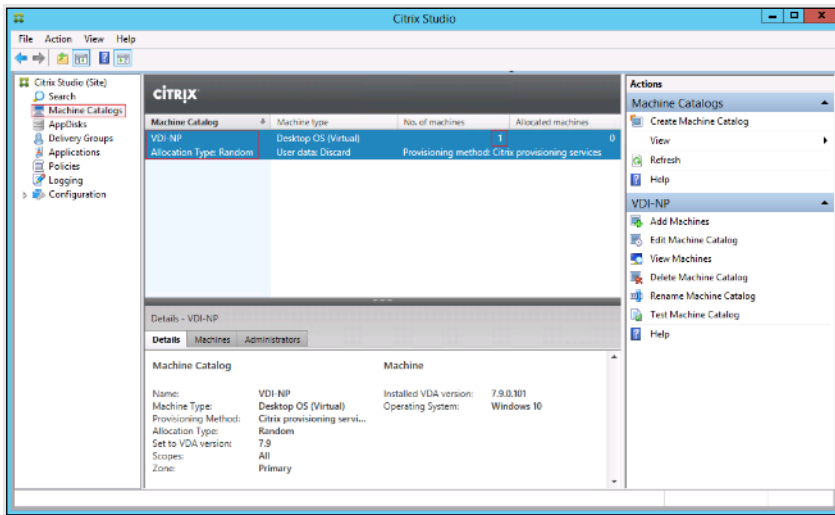 Citrix Studio
File Action View Help
Citrix Studio (Site)
Search
Machine Catalogs
AppDisks
Delivery Groups
Applications
Policies
Logging
Configuration
CITRIX
Machine Catalog Machine type No. of machines Allocated machines
VDI-NP Desktop OS (Virtual) 1 0
Allocation Type: Random User data: Discard Provisioning method: Citrix provisioning services
Details - VDI-NP
Details Machines Administrators
Machine Catalog Machine
Name: VDI-NP Installed VDA version: 7.9.0.101
Machine Type: Desktop OS (Virtual) Operating System: Windows 10
Provisioning Method: Citrix provisioning servi...
Allocation Type: Random
Set to VDA version: 7.9
Scopes: All
Zone: Primary
Actions
Machine Catalogs
Create Machine Catalog
View
Refresh
Help
VDI-NP
Add Machines
Edit Machine Catalog
View Machines
Delete Machine Catalog
Rename Machine Catalog
Test Machine Catalog
Help